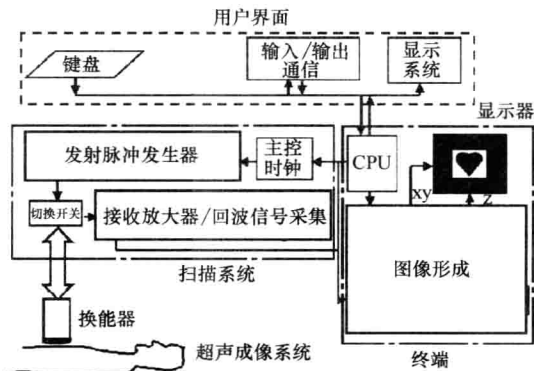 用户界面
键盘
输入/输出
通信
显示
系统
显示器
发射脉冲发生器
主控
时钟
CPU
xy
z
切换开关
接收放大器/回波信号采集
图像形成
扫描系统
换能器
超声成像系统
终端